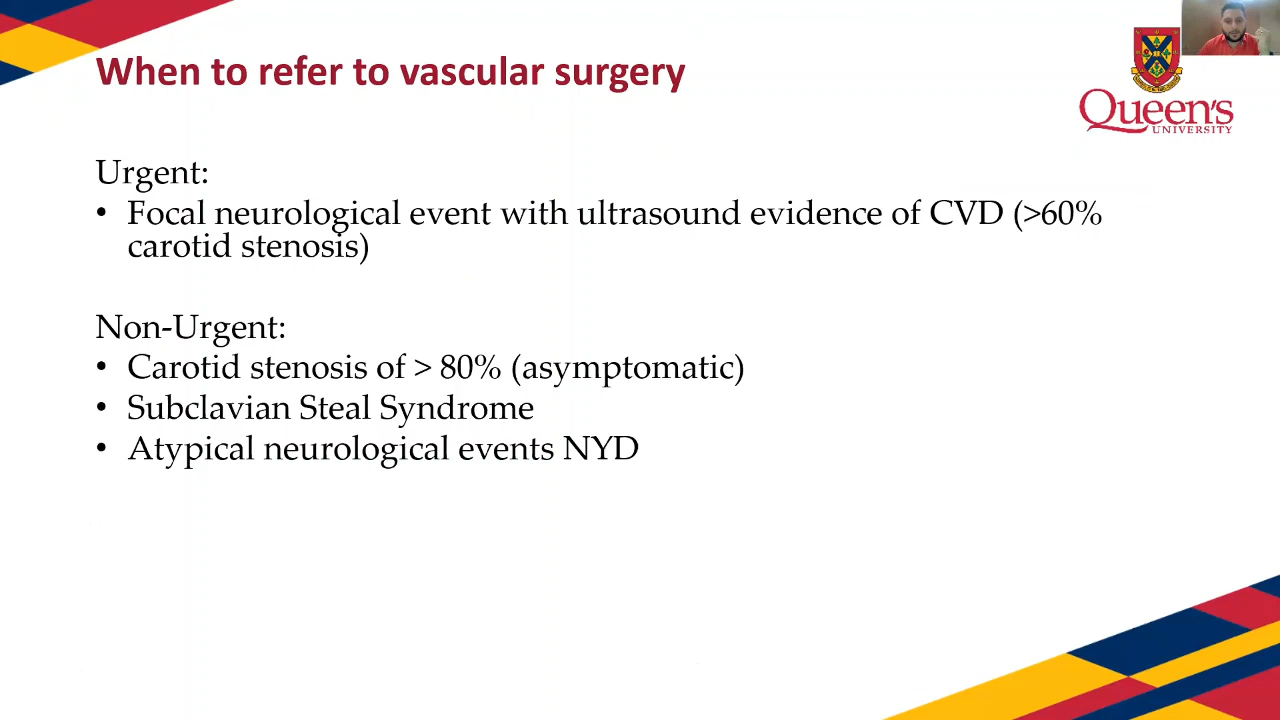 When to refer to vascular surgery
Queen's
UNIVERSITY
Urgent:
• Focal neurological event with ultrasound evidence of CVD (>60%
carotid stenosis)
Non-Urgent:
• Carotid stenosis of > 80% (asymptomatic)
• Subclavian Steal Syndrome
• Atypical neurological events NYD